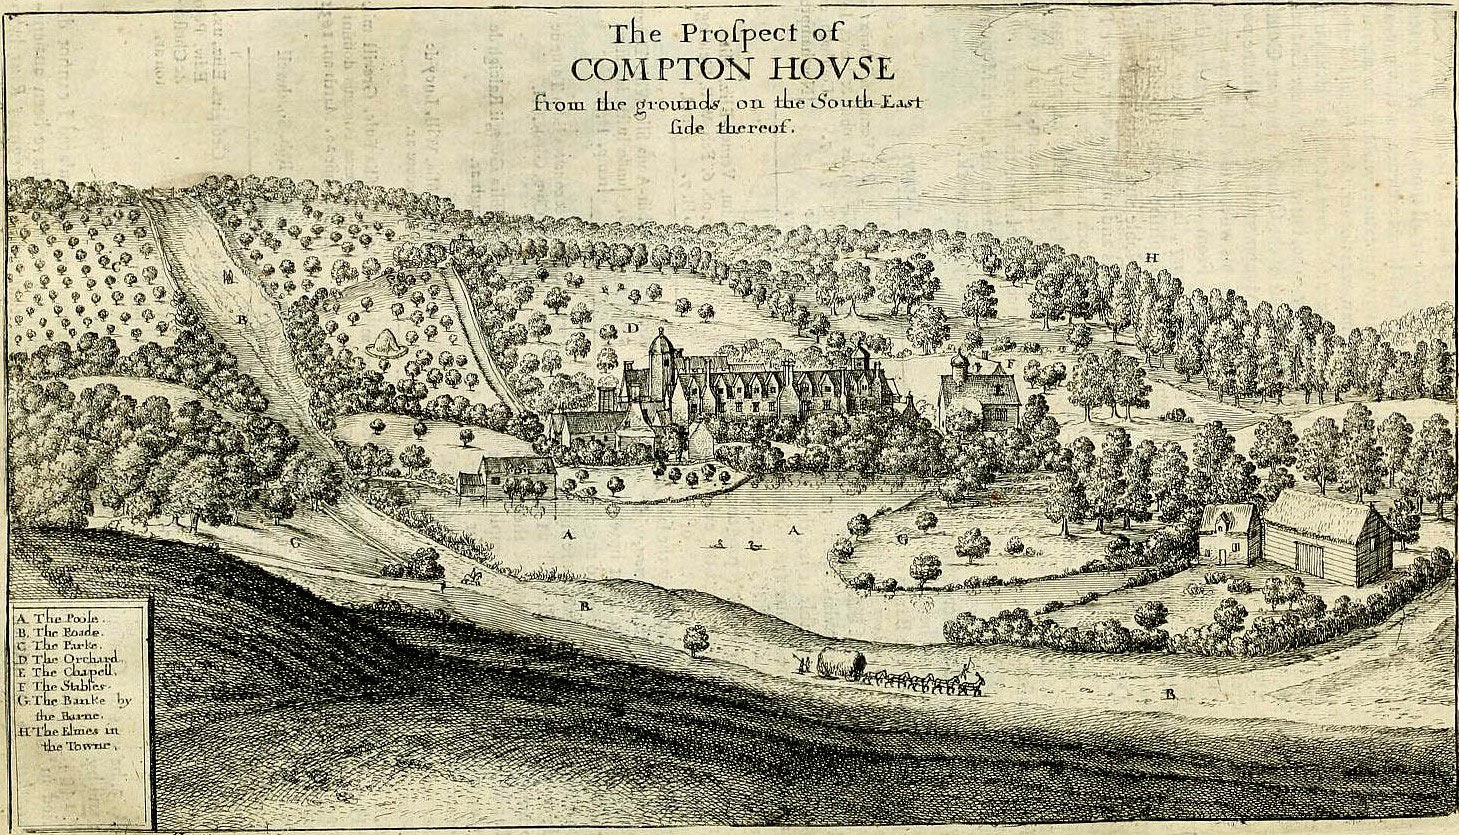 The Proſpect of
COMPTON HOVSE
from the grounds, on the South-East
ſide thereof.
H
B
D
F
A
A
G
C
B
B
A The Poole.
B. The Roade.
C The Parke.
D The Orchard.
E The Chapell.
F The Stables.
G The Banke by
the Barne.
H The Elmes in
the Towne.